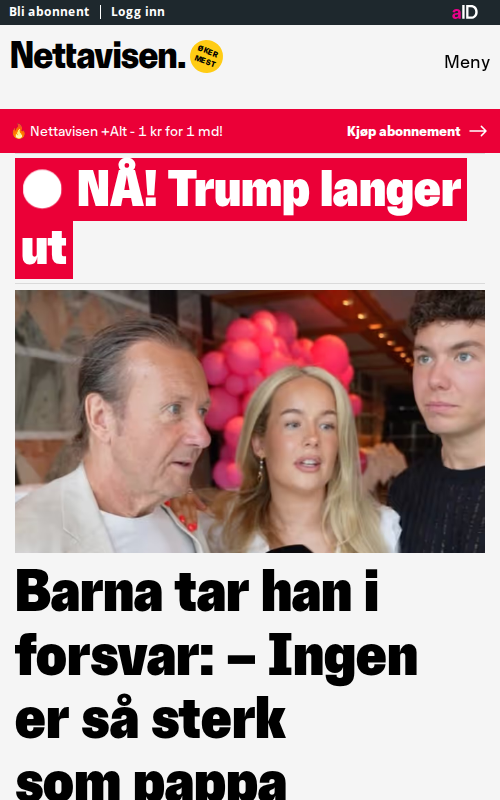 Bli abonnent | Logg inn
aID
Nettavisen.
ØKER
MEST
Meny
🔥 Nettavisen +Alt - 1 kr for 1 md!
Kjøp abonnement →
NÅ! Trump langer
ut
Barna tar han i
forsvar: – Ingen
er så sterk
som pappa